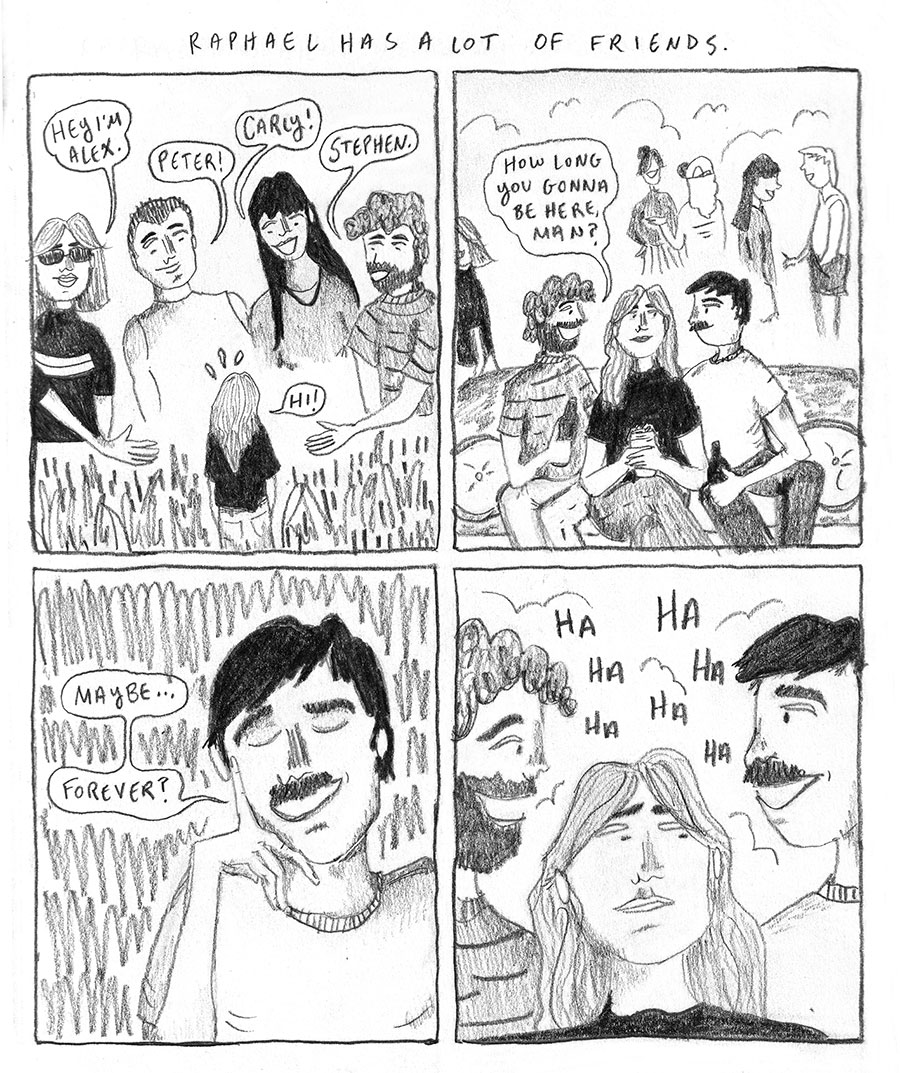 RAPHAEL HAS A LOT OF FRIENDS.
HEY I'M
ALEX.
PETER!
CARLY!
STEPHEN.
HI!
HOW LONG
YOU GONNA
BE HERE,
MAN?
MAYBE...
FOREVER?
HA
HA
HA
HA
HA
HA
HA